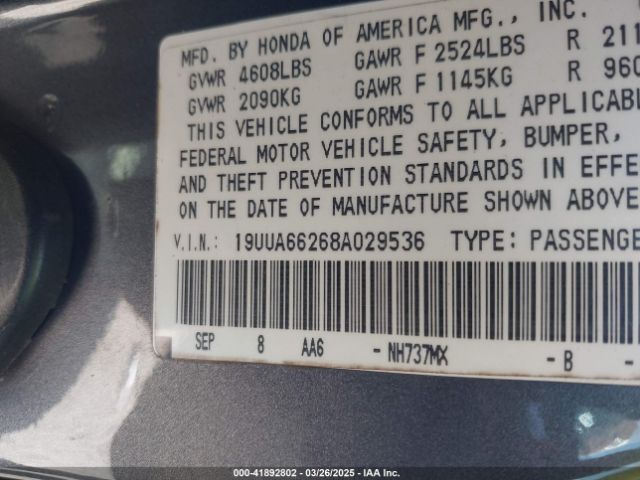 MFD. BY HONDA OF AMERICA MFG., INC.
GVWR 4608LBS GAWR F 2524LBS R 211
GVWR 2090KG GAWR F 1145KG R 960
THIS VEHICLE CONFORMS TO ALL APPLICABL
FEDERAL MOTOR VEHICLE SAFETY, BUMPER,
AND THEFT PREVENTION STANDARDS IN EFFE
ON THE DATE OF MANUFACTURE SHOWN ABOVE
V.I.N.: 19UUA66268A029536 TYPE: PASSENGE
SEP 8 AA6 - NH737MX - B -
00-41892802 | 03/26/2025 - IAA Inc.